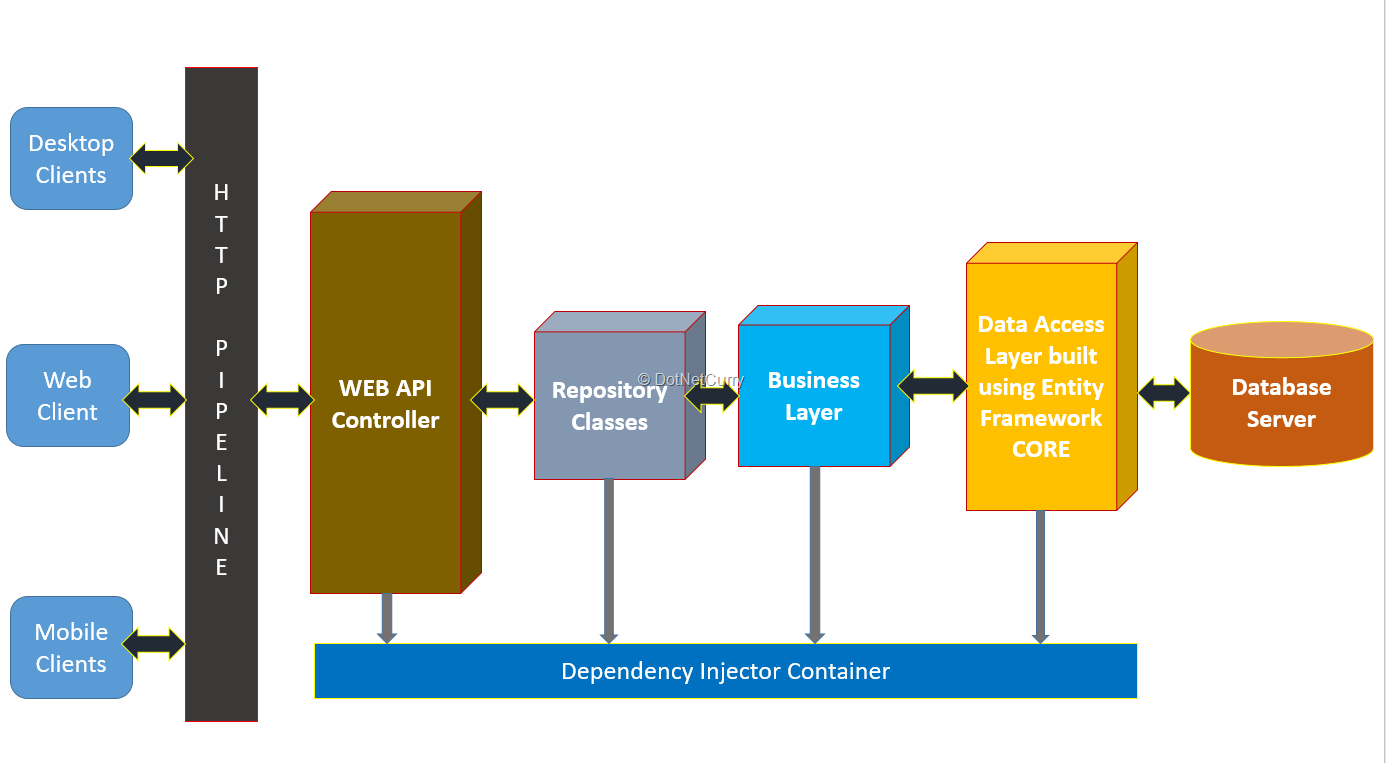 Desktop
Clients
Web
Client
Mobile
Clients
H
T
T
P
P
I
P
E
L
I
N
E
WEB API
Controller
Repository
Classes
© DotNetCurry
Business
Layer
Data Access
Layer built
using Entity
Framework
CORE
Database
Server
Dependency Injector Container